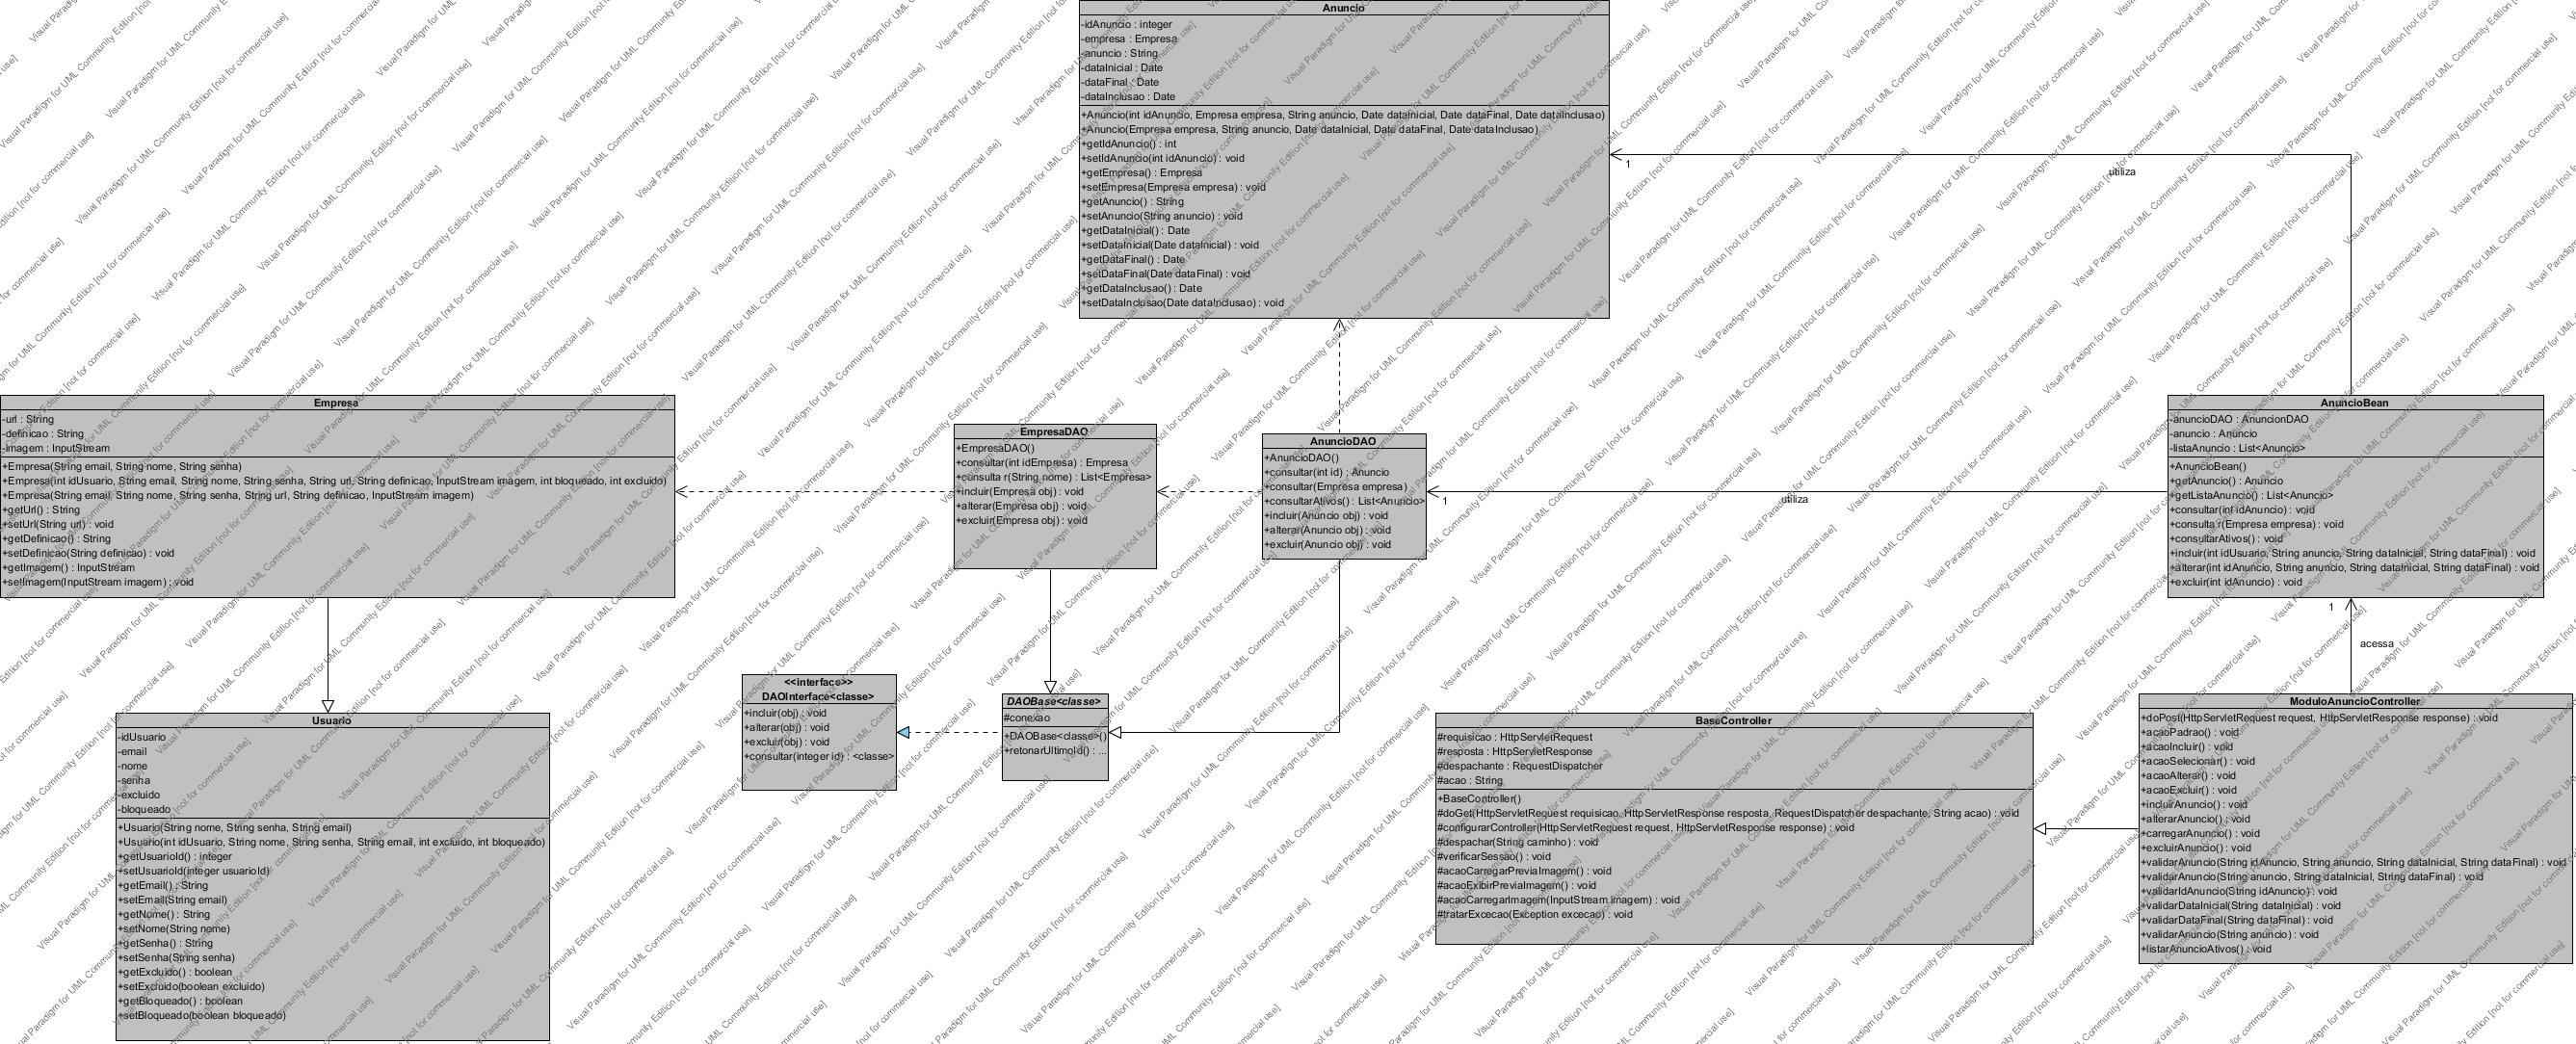 Anuncio
-idAnuncio : integer
-empresa : Empresa
-anuncio : String
-dataInicial : Date
-dataFinal : Date
-dataInclusao : Date
+Anuncio(int idAnuncio, Empresa empresa, String anuncio, Date dataInicial, Date dataFinal, Date dataInclusao)
+Anuncio(Empresa empresa, String anuncio, Date dataInicial, Date dataFinal, Date dataInclusao)
+getIdAnuncio() : int
+setIdAnuncio(int idAnuncio) : void
+getEmpresa() : Empresa
+setEmpresa(Empresa empresa) : void
+getAnuncio() : String
+setAnuncio(String anuncio) : void
+getDataInicial() : Date
+setDataInicial(Date dataInicial) : void
+getDataFinal() : Date
+setDataFinal(Date dataFinal) : void
+getDataInclusao() : Date
+setDataInclusao(Date dataInclusao) : void
1
utiliza
Empresa
-url : String
-definicao : String
-imagem : InputStream
+Empresa(String email, String nome, String senha)
+Empresa(int idUsuario, String email, String nome, String senha, String url, String definicao, InputStream imagem, int bloqueado, int excluido)
+Empresa(String email, String nome, String senha, String url, String definicao, InputStream imagem)
+getUrl() : String
+setUrl(String url) : void
+getDefinicao() : String
+setDefinicao(String definicao) : void
+getImagem() : InputStream
+setImagem(InputStream imagem) : void
EmpresaDAO
+EmpresaDAO()
+consultar(int idEmpresa) : Empresa
+consulta r(String nome) : List<Empresa>
+incluir(Empresa obj) : void
+alterar(Empresa obj) : void
+excluir(Empresa obj) : void
AnuncioDAO
+AnuncioDAO()
+consultar(int id) : Anuncio
+consultar(Empresa empresa)
+consultarAtivos() : List<Anuncio>
+incluir(Anuncio obj) : void
+alterar(Anuncio obj) : void
+excluir(Anuncio obj) : void
1
utiliza
AnuncioBean
-anuncioDAO : AnuncionDAO
-anuncio : Anuncio
-listaAnuncio : List<Anuncio>
+AnuncioBean()
+getAnuncio() : Anuncio
+getListaAnuncio() : List<Anuncio>
+consultar(int idAnuncio) : void
+consulta r(Empresa empresa) : void
+consultarAtivos() : void
+incluir(int idUsuario, String anuncio, String dataInicial, String dataFinal) : void
+alterar(int idAnuncio, String anuncio, String dataInicial, String dataFinal) : void
+excluir(int idAnuncio) : void
1
acessa
<<interface>>
DAOInterface<classe>
+incluir(obj) : void
+alterar(obj) : void
+excluir(obj) : void
+consultar(integer id) : <classe>
DAOBase<classe>
#conexao
+DAOBase<classe>()
+retonarUltimoId() : ...
Usuario
-idUsuario
-email
-nome
-senha
-excluido
-bloqueado
+Usuario(String nome, String senha, String email)
+Usuario(int idUsuario, String nome, String senha, String email, int excluido, int bloqueado)
+getUsuarioId() : integer
+setUsuarioId(integer usuarioId)
+getEmail() : String
+setEmail(String email)
+getNome() : String
+setNome(String nome)
+getSenha() : String
+setSenha(String senha)
+getExcluido() : boolean
+setExcluido(boolean excluido)
+getBloqueado() : boolean
+setBloqueado(boolean bloqueado)
BaseController
#requisicao : HttpServletRequest
#resposta : HttpServletResponse
#despachante : RequestDispatcher
#acao : String
+BaseController()
#doGet(HttpServletRequest requisicao, HttpServletResponse resposta, RequestDispatcher despachante, String acao) : void
#configurarController(HttpServletRequest request, HttpServletResponse response) : void
#despachar(String caminho) : void
#verificarSessao() : void
#acaoCarregarPreviaImagem() : void
#acaoExibirPreviaImagem() : void
#acaoCarregarImagem(InputStream imagem) : void
#tratarExcecao(Exception excecao) : void
ModuloAnuncioController
+doPost(HttpServletRequest request, HttpServletResponse response) : void
+acaoPadrao() : void
+acaoIncluir() : void
+acaoSelecionar() : void
+acaoAlterar() : void
+acaoExcluir() : void
+incluirAnuncio() : void
+alterarAnuncio() : void
+carregarAnuncio() : void
+excluirAnuncio() : void
+validarAnuncio(String idAnuncio, String anuncio, String dataInicial, String dataFinal) : void
+validarAnuncio(String anuncio, String dataInicial, String dataFinal) : void
+validarIdAnuncio(String idAnuncio) : void
+validarDataInicial(String dataInicial) : void
+validarDataFinal(String dataFinal) : void
+validarAnuncio(String anuncio) : void
+listarAnuncioAtivos() : void
Visual Paradigm for UML Community Edition [not for commercial use]